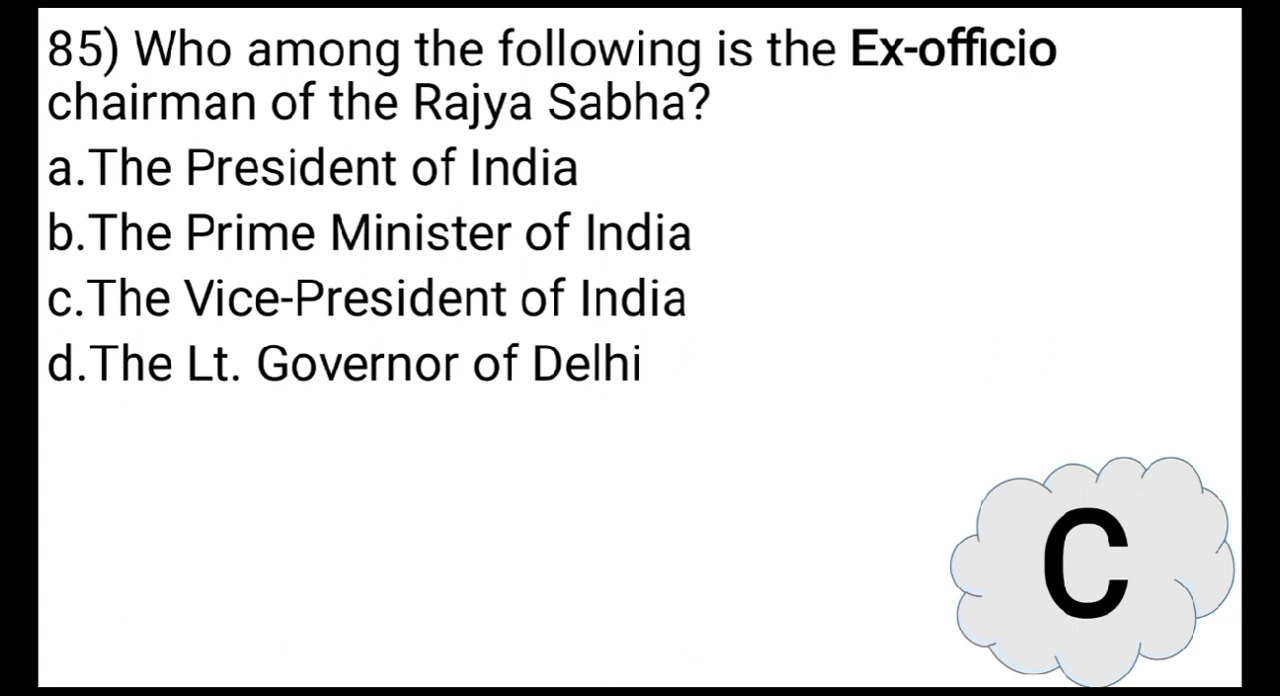 85) Who among the following is the Ex-officio
chairman of the Rajya Sabha?
a.The President of India
b.The Prime Minister of India
c.The Vice-President of India
d.The Lt. Governor of Delhi
C